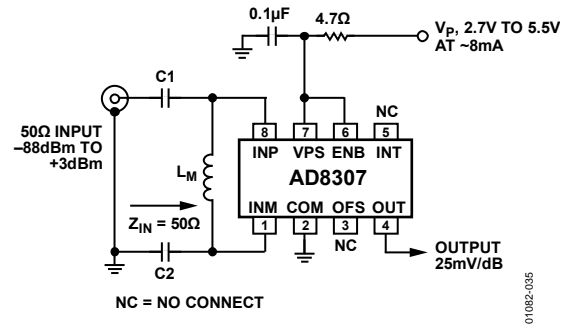 0.1µF
4.7Ω
VP, 2.7V TO 5.5V
AT ~8mA
C1
NC
50Ω INPUT
–88dBm TO
+3dBm
8
7
6
5
INP
VPS
ENB
INT
LM
AD8307
ZIN = 50Ω
INM
COM
OFS
OUT
1
2
3
4
NC
C2
OUTPUT
25mV/dB
NC = NO CONNECT
01082-035